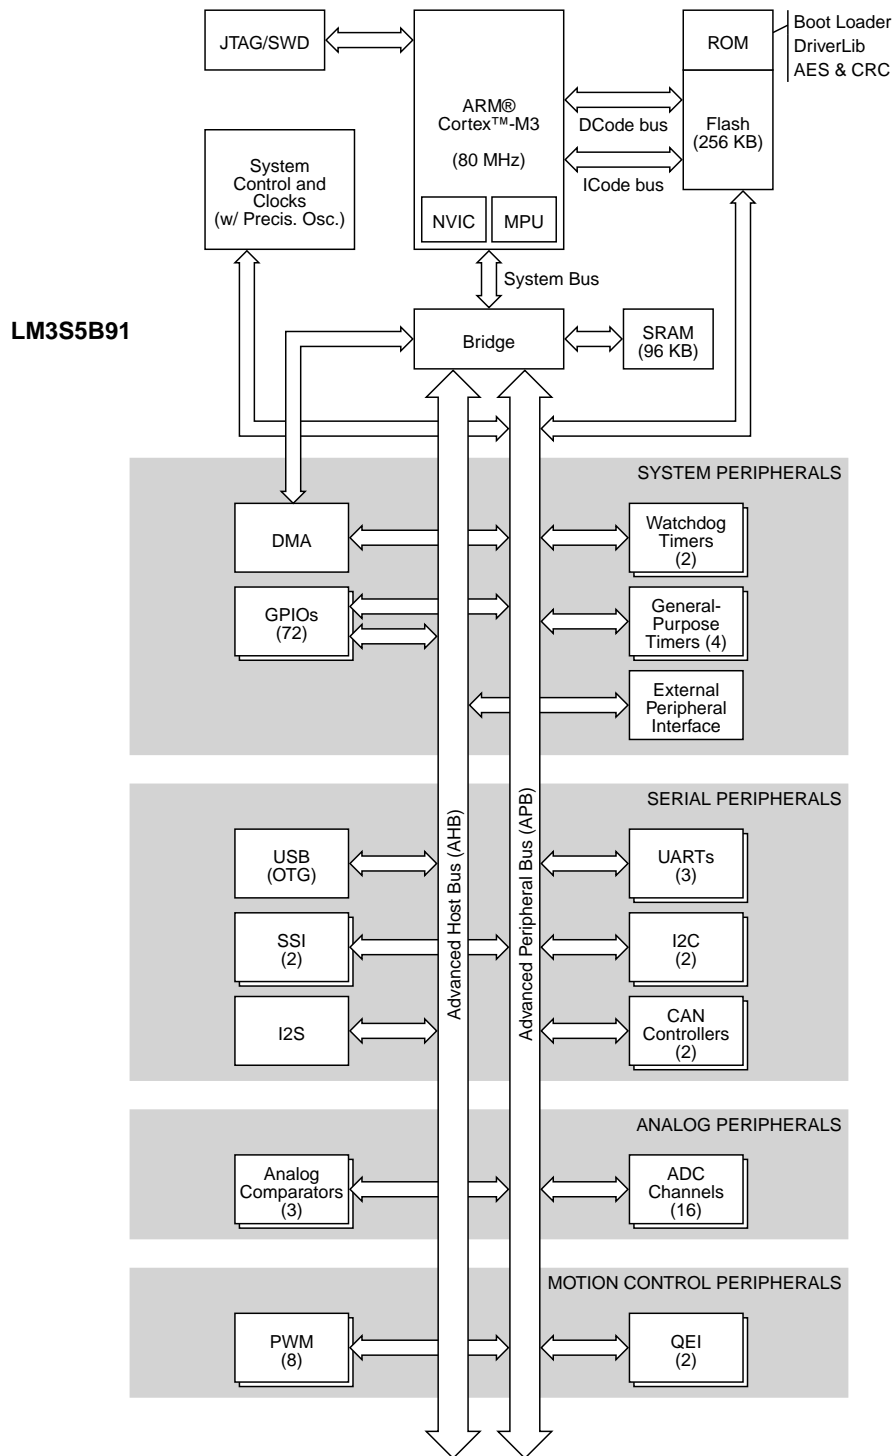 JTAG/SWD
ARM®
Cortex™-M3
(80 MHz)
NVIC
MPU
ROM
Boot Loader
DriverLib
AES & CRC
Flash
(256 KB)
DCode bus
ICode bus
System
Control and
Clocks
(w/ Precis. Osc.)
System Bus
LM3S5B91
Bridge
SRAM
(96 KB)
SYSTEM PERIPHERALS
DMA
Watchdog
Timers
(2)
GPIOs
(72)
General-
Purpose
Timers (4)
External
Peripheral
Interface
Advanced Host Bus (AHB)
Advanced Peripheral Bus (APB)
SERIAL PERIPHERALS
USB
(OTG)
UARTs
(3)
SSI
(2)
I2C
(2)
I2S
CAN
Controllers
(2)
ANALOG PERIPHERALS
Analog
Comparators
(3)
ADC
Channels
(16)
MOTION CONTROL PERIPHERALS
PWM
(8)
QEI
(2)